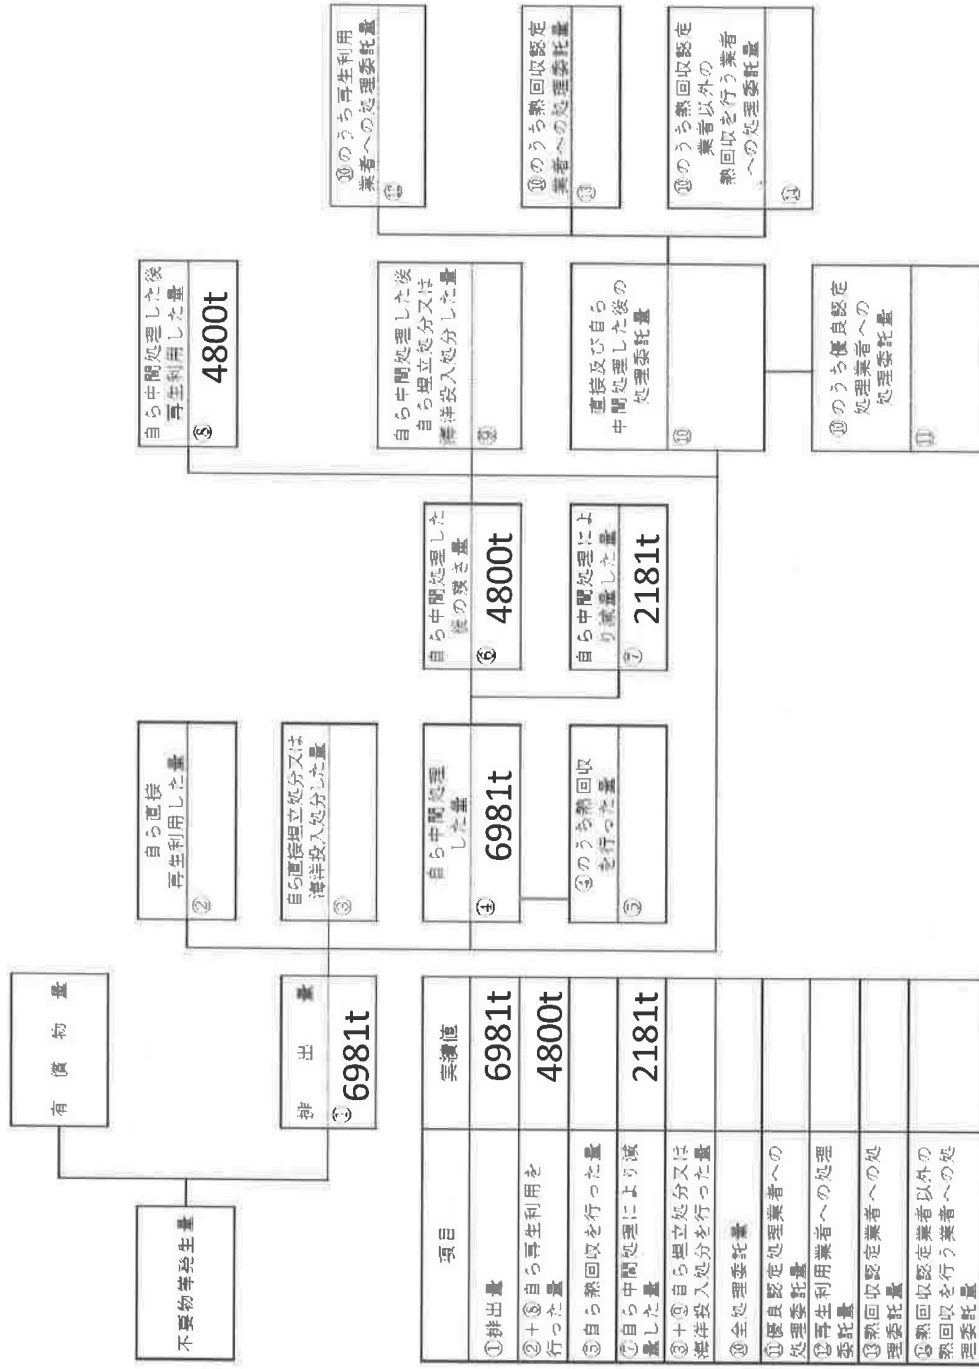 不要物等発生量
有償物量
排出量
①6981t
自ら直接
再生利用した量
②
自ら直接埋立処分又は
海洋投入処分した量
③
自ら中間処理
した量
④ 6981t
④のうち熱回収
を行った量
⑤
自ら中間処理した
後の残さ量
⑥ 4800t
自ら中間処理によ
り減量した量
⑦ 2181t
自ら中間処理した後
再生利用した量
⑧ 4800t
自ら中間処理した後
自ら埋立処分又は
海洋投入処分した量
⑨
直接及び自ら
中間処理した後の
処理委託量
⑩
⑩のうち優良認定
処理業者への
処理委託量
⑪
⑩のうち再生利用
業者への処理委託量
⑫
⑩のうち熱回収認定
業者への処理委託量
⑬
⑩のうち熱回収認定
業者以外の
熱回収を行う業者
への処理委託量
⑭
項目 実績値
①排出量 6981t
②+⑧自ら再生利用を
行った量 4800t
⑤自ら熱回収を行った量
⑦自ら中間処理により減
量した量 2181t
③+⑨自ら埋立処分又は
海洋投入処分を行った量
⑩全処理委託量
⑪優良認定処理業者への
処理委託量
⑫再生利用業者への処理
委託量
⑬熱回収認定業者への処
理委託量
⑭熱回収認定業者以外の
熱回収を行う業者への処
理委託量